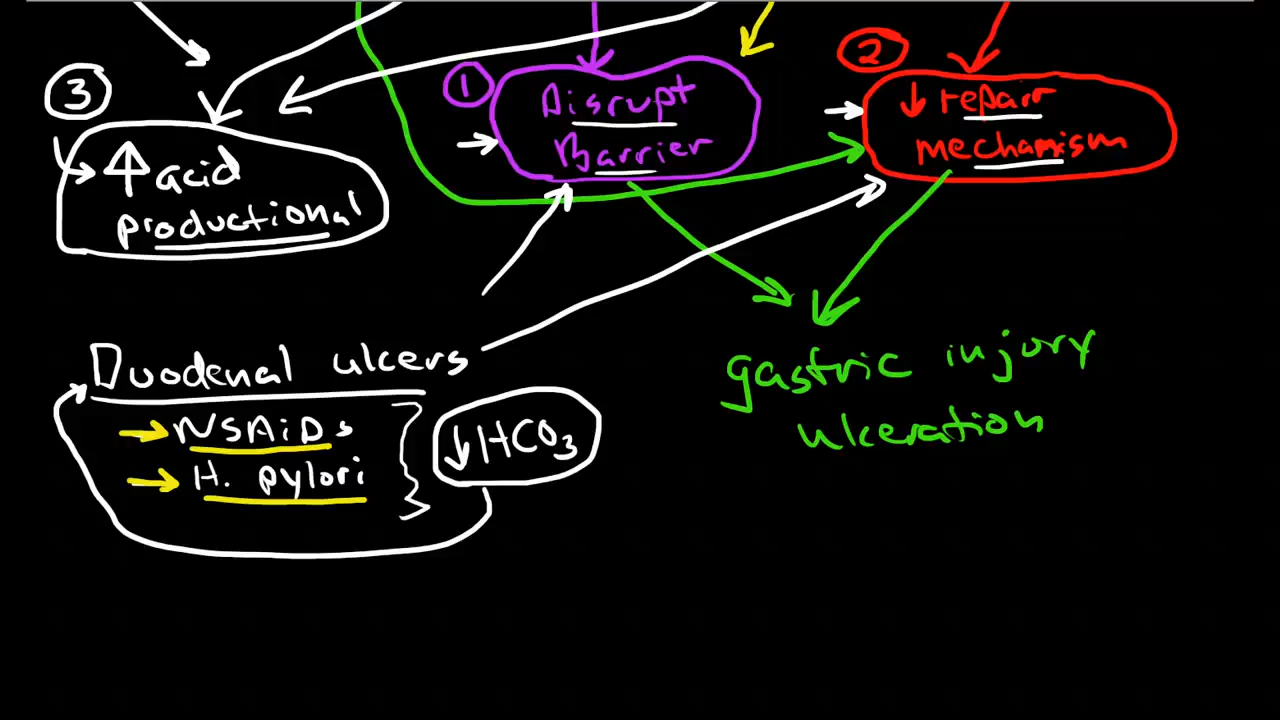 3
↑ acid
productional
1
Disrupt
Barrier
2
↓ repair
mechanism
Duodenal ulcers
→ NSAiDs
→ H. pylori
↓HCO3
gastric injury
ulceration